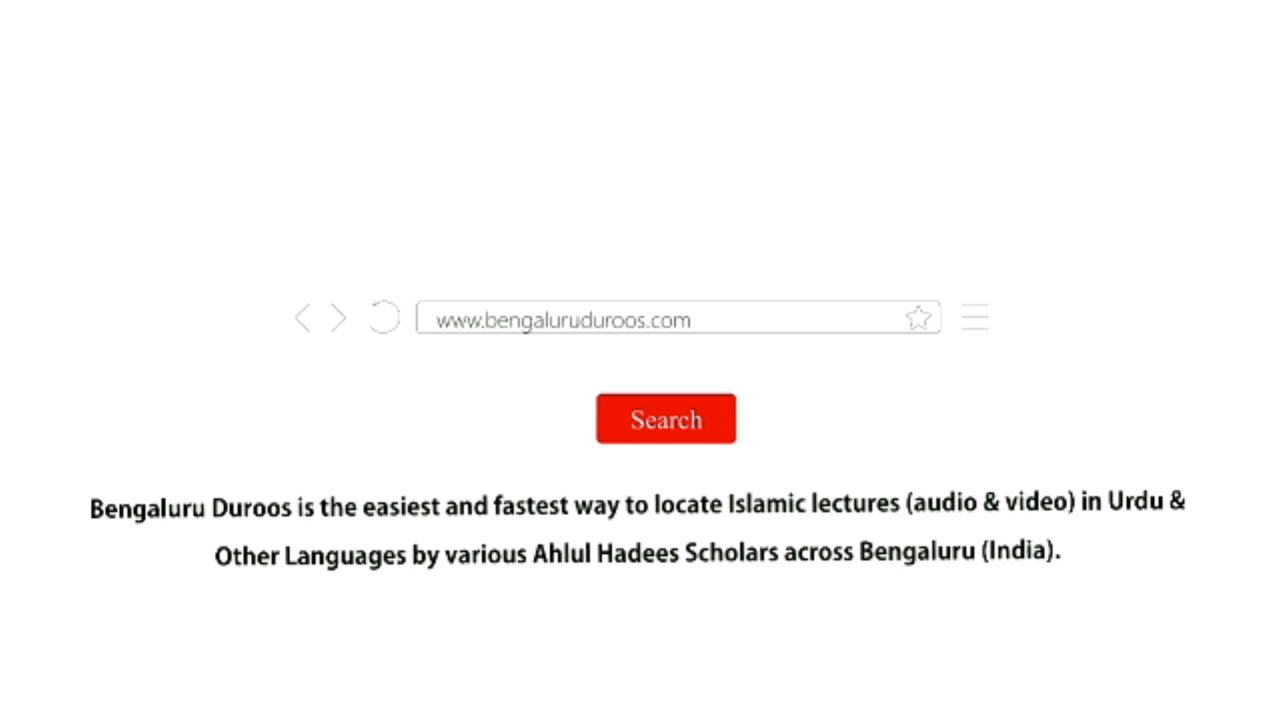 www.bengaluruduroos.com
Search
Bengaluru Duroos is the easiest and fastest way to locate Islamic lectures (audio & video) in Urdu &
Other Languages by various Ahlul Hadees Scholars across Bengaluru (India).